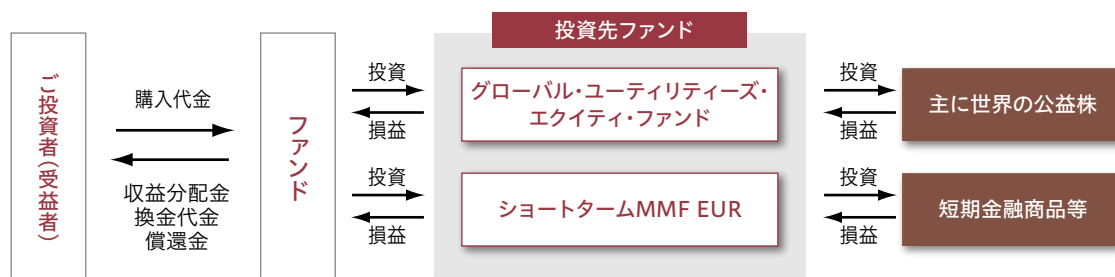 投資先ファンド
ご投資者(受益者)
購入代金
収益分配金
換金代金
償還金
ファンド
投資
損益
グローバル・ユーティリティーズ・
エクイティ・ファンド
投資
損益
主に世界の公益株
投資
損益
ショートタームMMF EUR
投資
損益
短期金融商品等